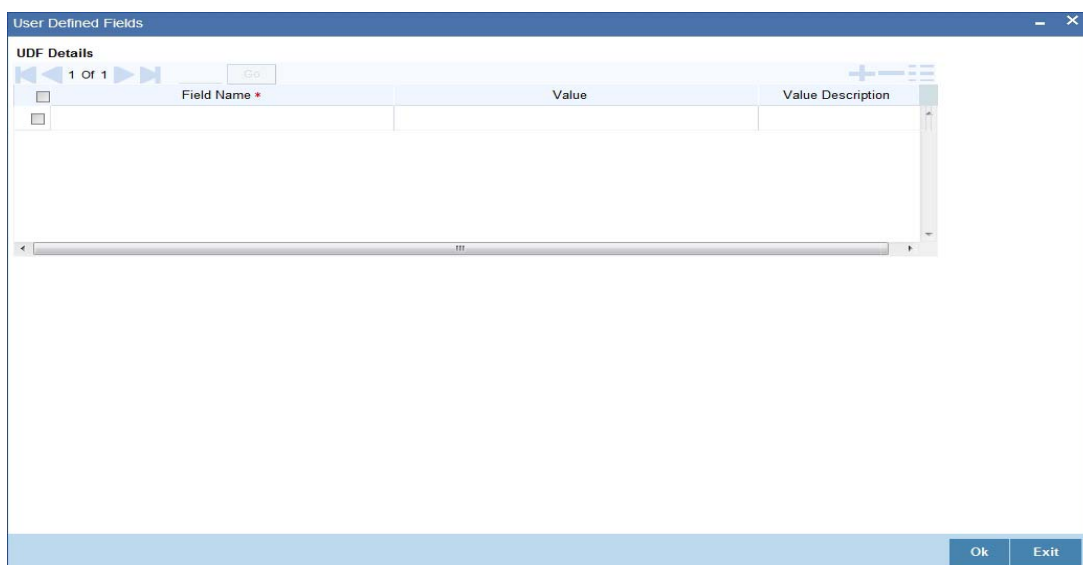 User Defined Fields
UDF Details
1 Of 1 Go
Field Name * Value Value Description
Ok Exit